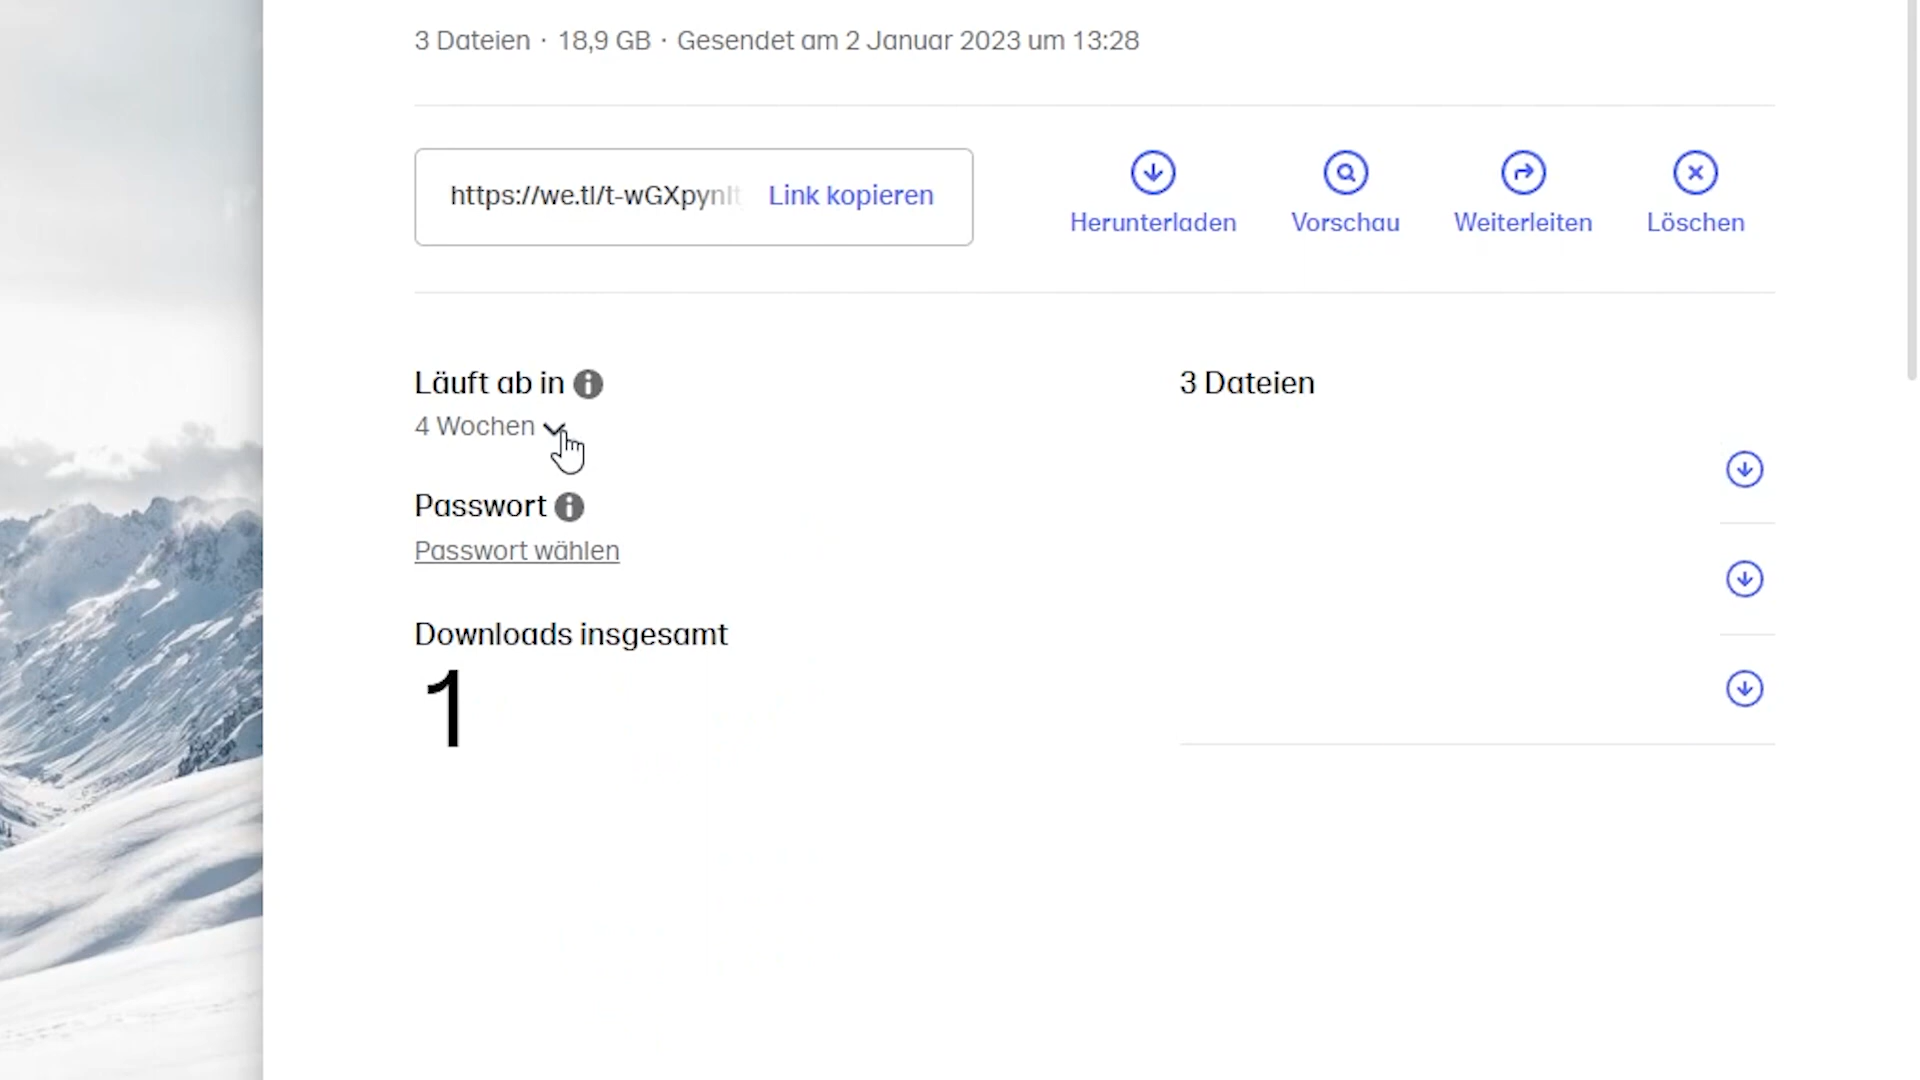 3 Dateien · 18,9 GB · Gesendet am 2 Januar 2023 um 13:28
https://we.tl/t-wGXpynIt Link kopieren
Herunterladen Vorschau Weiterleiten Löschen
Läuft ab in
4 Wochen
Passwort
Passwort wählen
Downloads insgesamt
1
3 Dateien